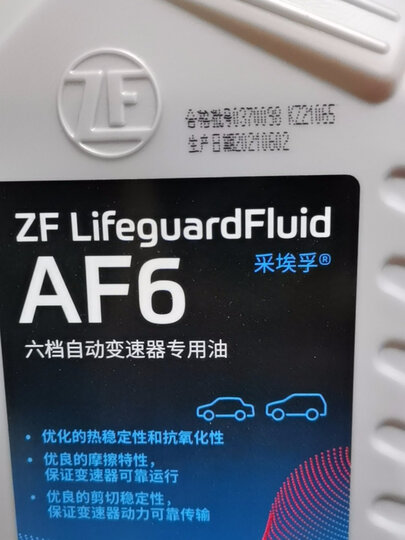 ZF
合格批号U370098 KZ21065
生产日期20210602
ZF LifeguardFluid
AF6 采埃孚®
六档自动变速器专用油
• 优化的热稳定性和抗氧化性
• 优良的摩擦特性，
保证变速器可靠运行
• 优良的剪切稳定性，
保证变速器动力可靠传输